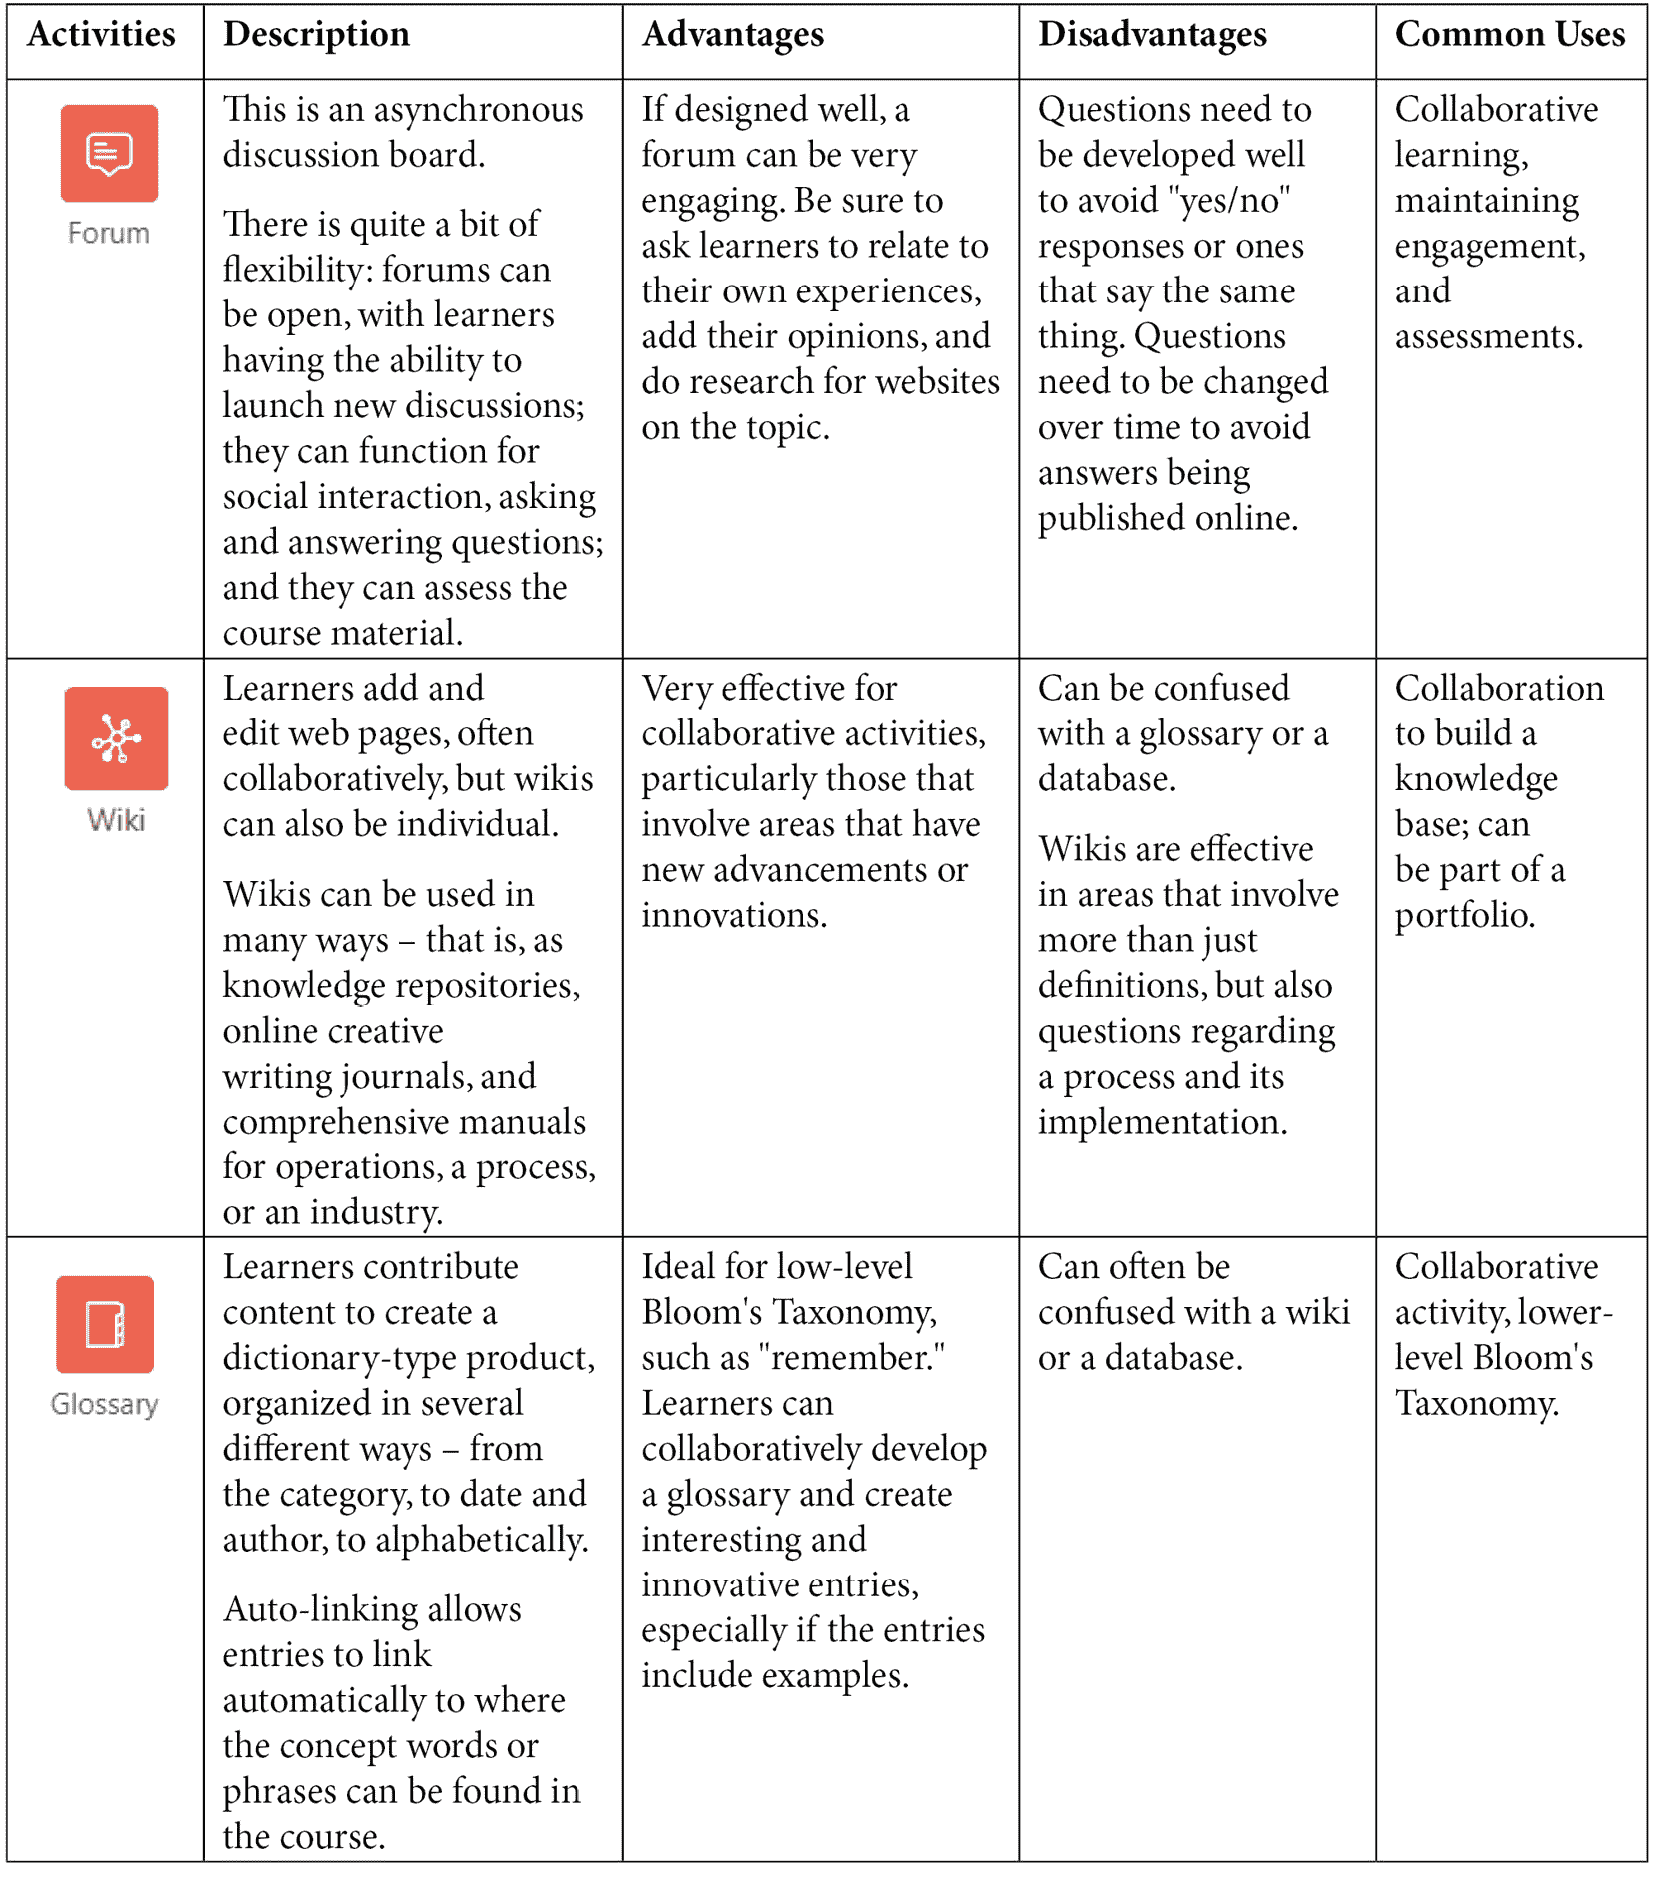 Activities
Description
Advantages
Disadvantages
Common Uses
Forum
This is an asynchronous
discussion board.
There is quite a bit of
flexibility: forums can
be open, with learners
having the ability to
launch new discussions;
they can function for
social interaction, asking
and answering questions;
and they can assess the
course material.
If designed well, a
forum can be very
engaging. Be sure to
ask learners to relate to
their own experiences,
add their opinions, and
do research for websites
on the topic.
Questions need to
be developed well
to avoid "yes/no"
responses or ones
that say the same
thing. Questions
need to be changed
over time to avoid
answers being
published online.
Collaborative
learning,
maintaining
engagement,
and
assessments.
Wiki
Learners add and
edit web pages, often
collaboratively, but wikis
can also be individual.
Wikis can be used in
many ways – that is, as
knowledge repositories,
online creative
writing journals, and
comprehensive manuals
for operations, a process,
or an industry.
Very effective for
collaborative activities,
particularly those that
involve areas that have
new advancements or
innovations.
Can be confused
with a glossary or a
database.
Wikis are effective
in areas that involve
more than just
definitions, but also
questions regarding
a process and its
implementation.
Collaboration
to build a
knowledge
base; can
be part of a
portfolio.
Glossary
Learners contribute
content to create a
dictionary-type product,
organized in several
different ways – from
the category, to date and
author, to alphabetically.
Auto-linking allows
entries to link
automatically to where
the concept words or
phrases can be found in
the course.
Ideal for low-level
Bloom's Taxonomy,
such as "remember."
Learners can
collaboratively develop
a glossary and create
interesting and
innovative entries,
especially if the entries
include examples.
Can often be
confused with a wiki
or a database.
Collaborative
activity, lower-
level Bloom's
Taxonomy.